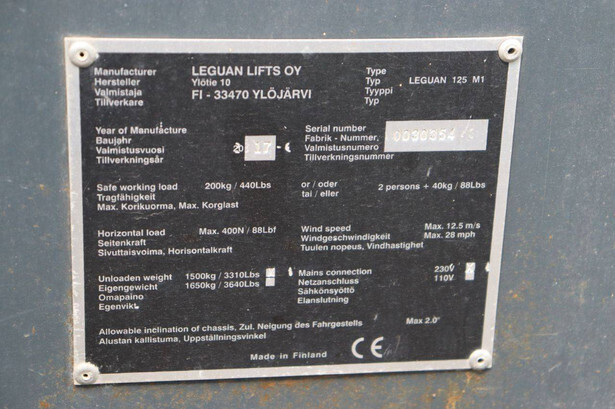 Manufacturer LEGUAN LIFTS OY Type
Hersteller Ylötie 10 Typ LEGUAN 125 M1
Valmistaja FI - 33470 YLÖJÄRVI Tyyppi
Tillverkare Typ
Year of Manufacture Serial number
Baujahr Fabrik - Nummer,
Valmistusvuosi 2017 - Valmistusnumero
Tillverkningsår Tillverkningsnummer
Safe working load 200kg / 440Lbs or / oder 2 persons + 40kg / 88Lbs
Tragfähigkeit tai / eller
Max. Korikuorma, Max. Korglast
Horizontal load Max. 400N / 88Lbf Wind speed Max. 12.5 m/s
Seitenkraft Windgeschwindigkeit Max. 28 mph
Sivuttaisvoima, Horisontalkraft Tuulen nopeus, Vindhastighet
Unloaden weight 1500kg / 3310Lbs Mains connection 230V
Eigengewicht 1650kg / 3640Lbs Netzanschluss 110V
Omapaino Sähkönsyöttö
Egenvikt Elanslutning
Allowable inclination of chassis, Zul. Neigung des Fahrgestells Max 2.0°
Alustan kallistuma, Uppställningsvinkel
Made in Finland CE